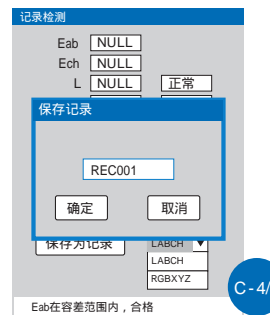 记录检测
Eab NULL
Ech NULL
L NULL 正常
保存记录
REC001
确定 取消
保存为记录 LABCH ▼
LABCH
RGBXYZ
C-4/
Eab在容差范围内，合格